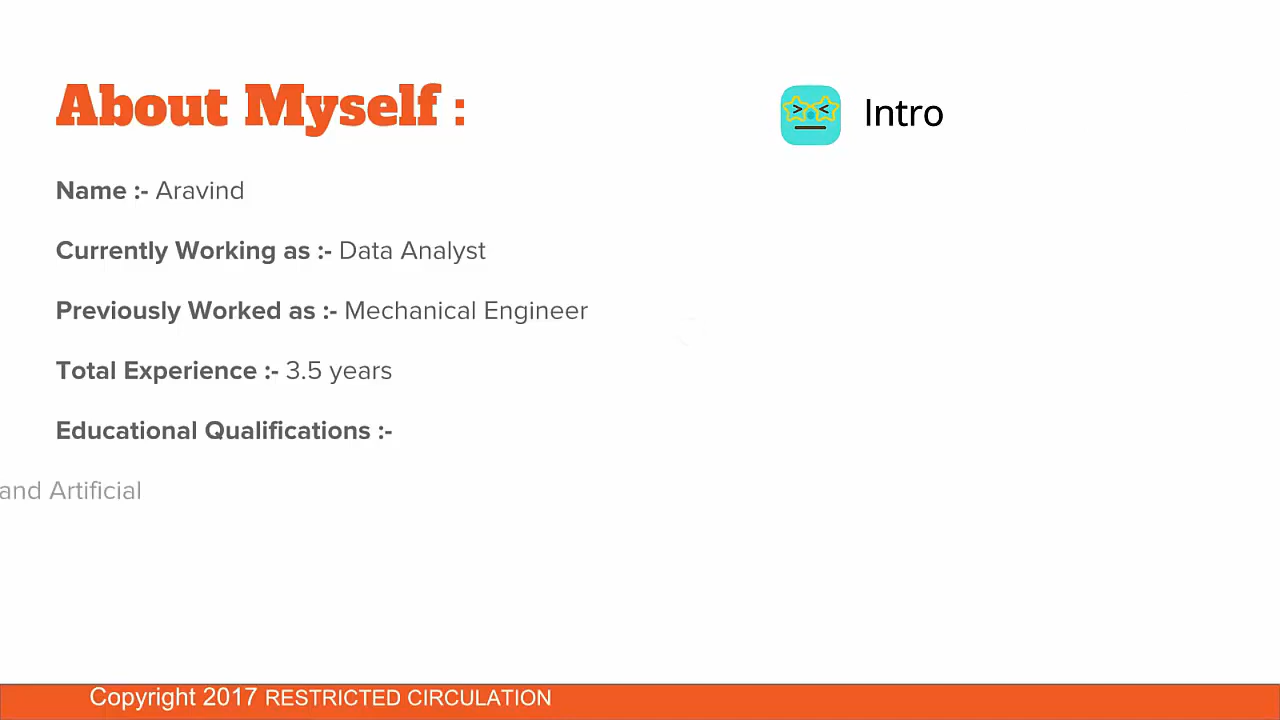 About Myself :
Intro
Name :- Aravind
Currently Working as :- Data Analyst
Previously Worked as :- Mechanical Engineer
Total Experience :- 3.5 years
Educational Qualifications :-
and Artificial
Copyright 2017 RESTRICTED CIRCULATION